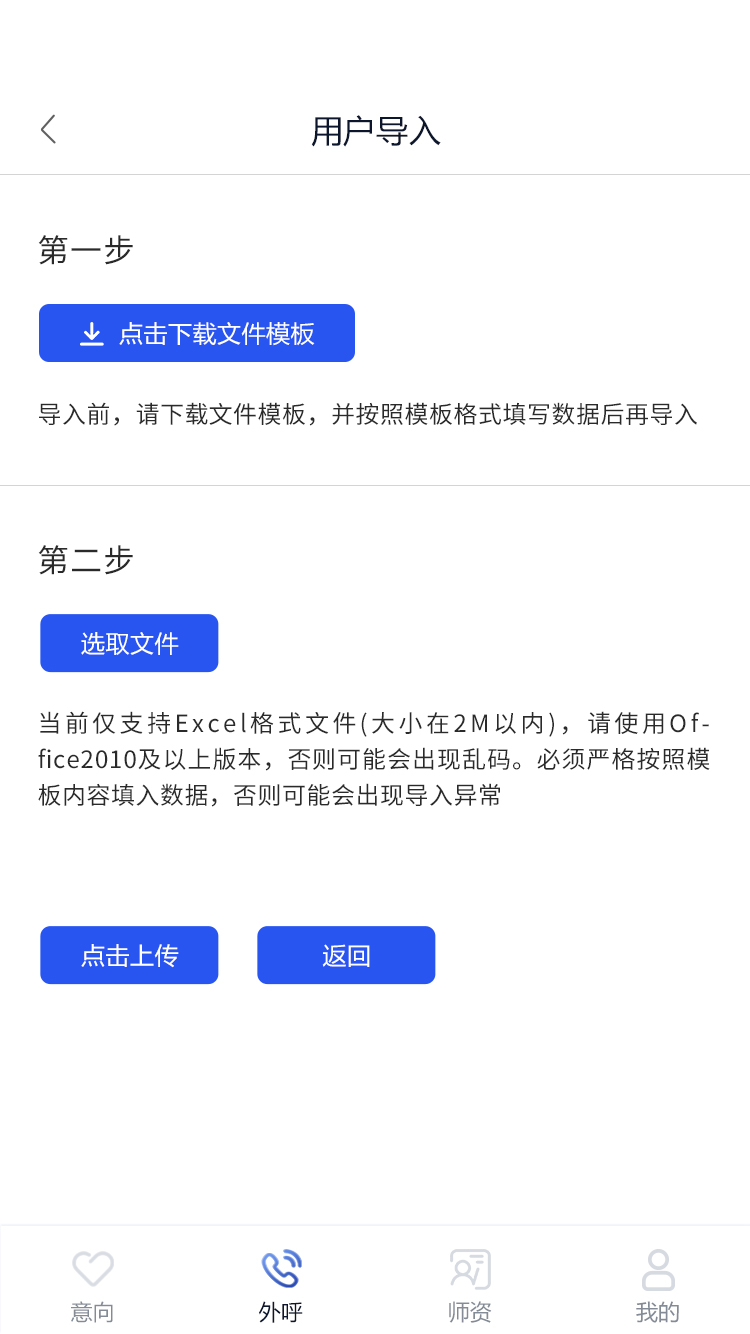 用户导入
第一步
点击下载文件模板
导入前，请下载文件模板，并按照模板格式填写数据后再导入
第二步
选取文件
当前仅支持Excel格式文件(大小在2M以内)，请使用Of-
fice2010及以上版本，否则可能会出现乱码。必须严格按照模
板内容填入数据，否则可能会出现导入异常
点击上传 返回
意向 外呼 师资 我的